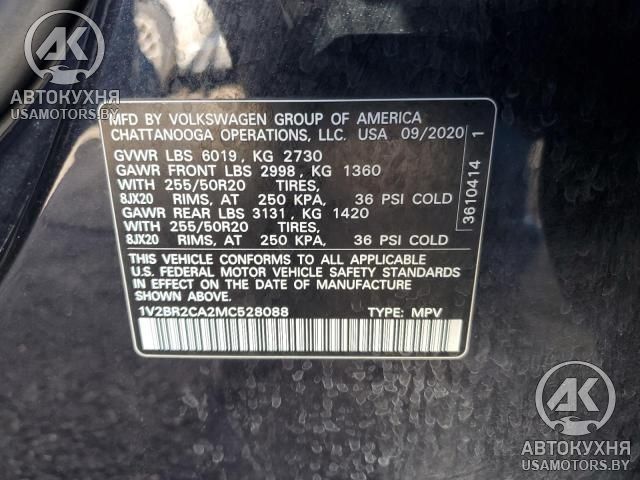 AK
АВТОКУХНЯ
USAMOTORS.BY
MFD BY VOLKSWAGEN GROUP OF AMERICA
CHATTANOOGA OPERATIONS, LLC. USA 09/2020
GVWR LBS 6019, KG 2730
GAWR FRONT LBS 2998, KG 1360
WITH 255/50R20 TIRES,
8JX20 RIMS, AT 250 KPA, 36 PSI COLD
GAWR REAR LBS 3131, KG 1420
WITH 255/50R20 TIRES,
8JX20 RIMS, AT 250 KPA, 36 PSI COLD
THIS VEHICLE CONFORMS TO ALL APPLICABLE
U.S. FEDERAL MOTOR VEHICLE SAFETY STANDARDS
IN EFFECT ON THE DATE OF MANUFACTURE
SHOWN ABOVE.
1V2BR2CA2MC528088 TYPE: MPV
3610414 1
AK
АВТОКУХНЯ
USAMOTORS.BY